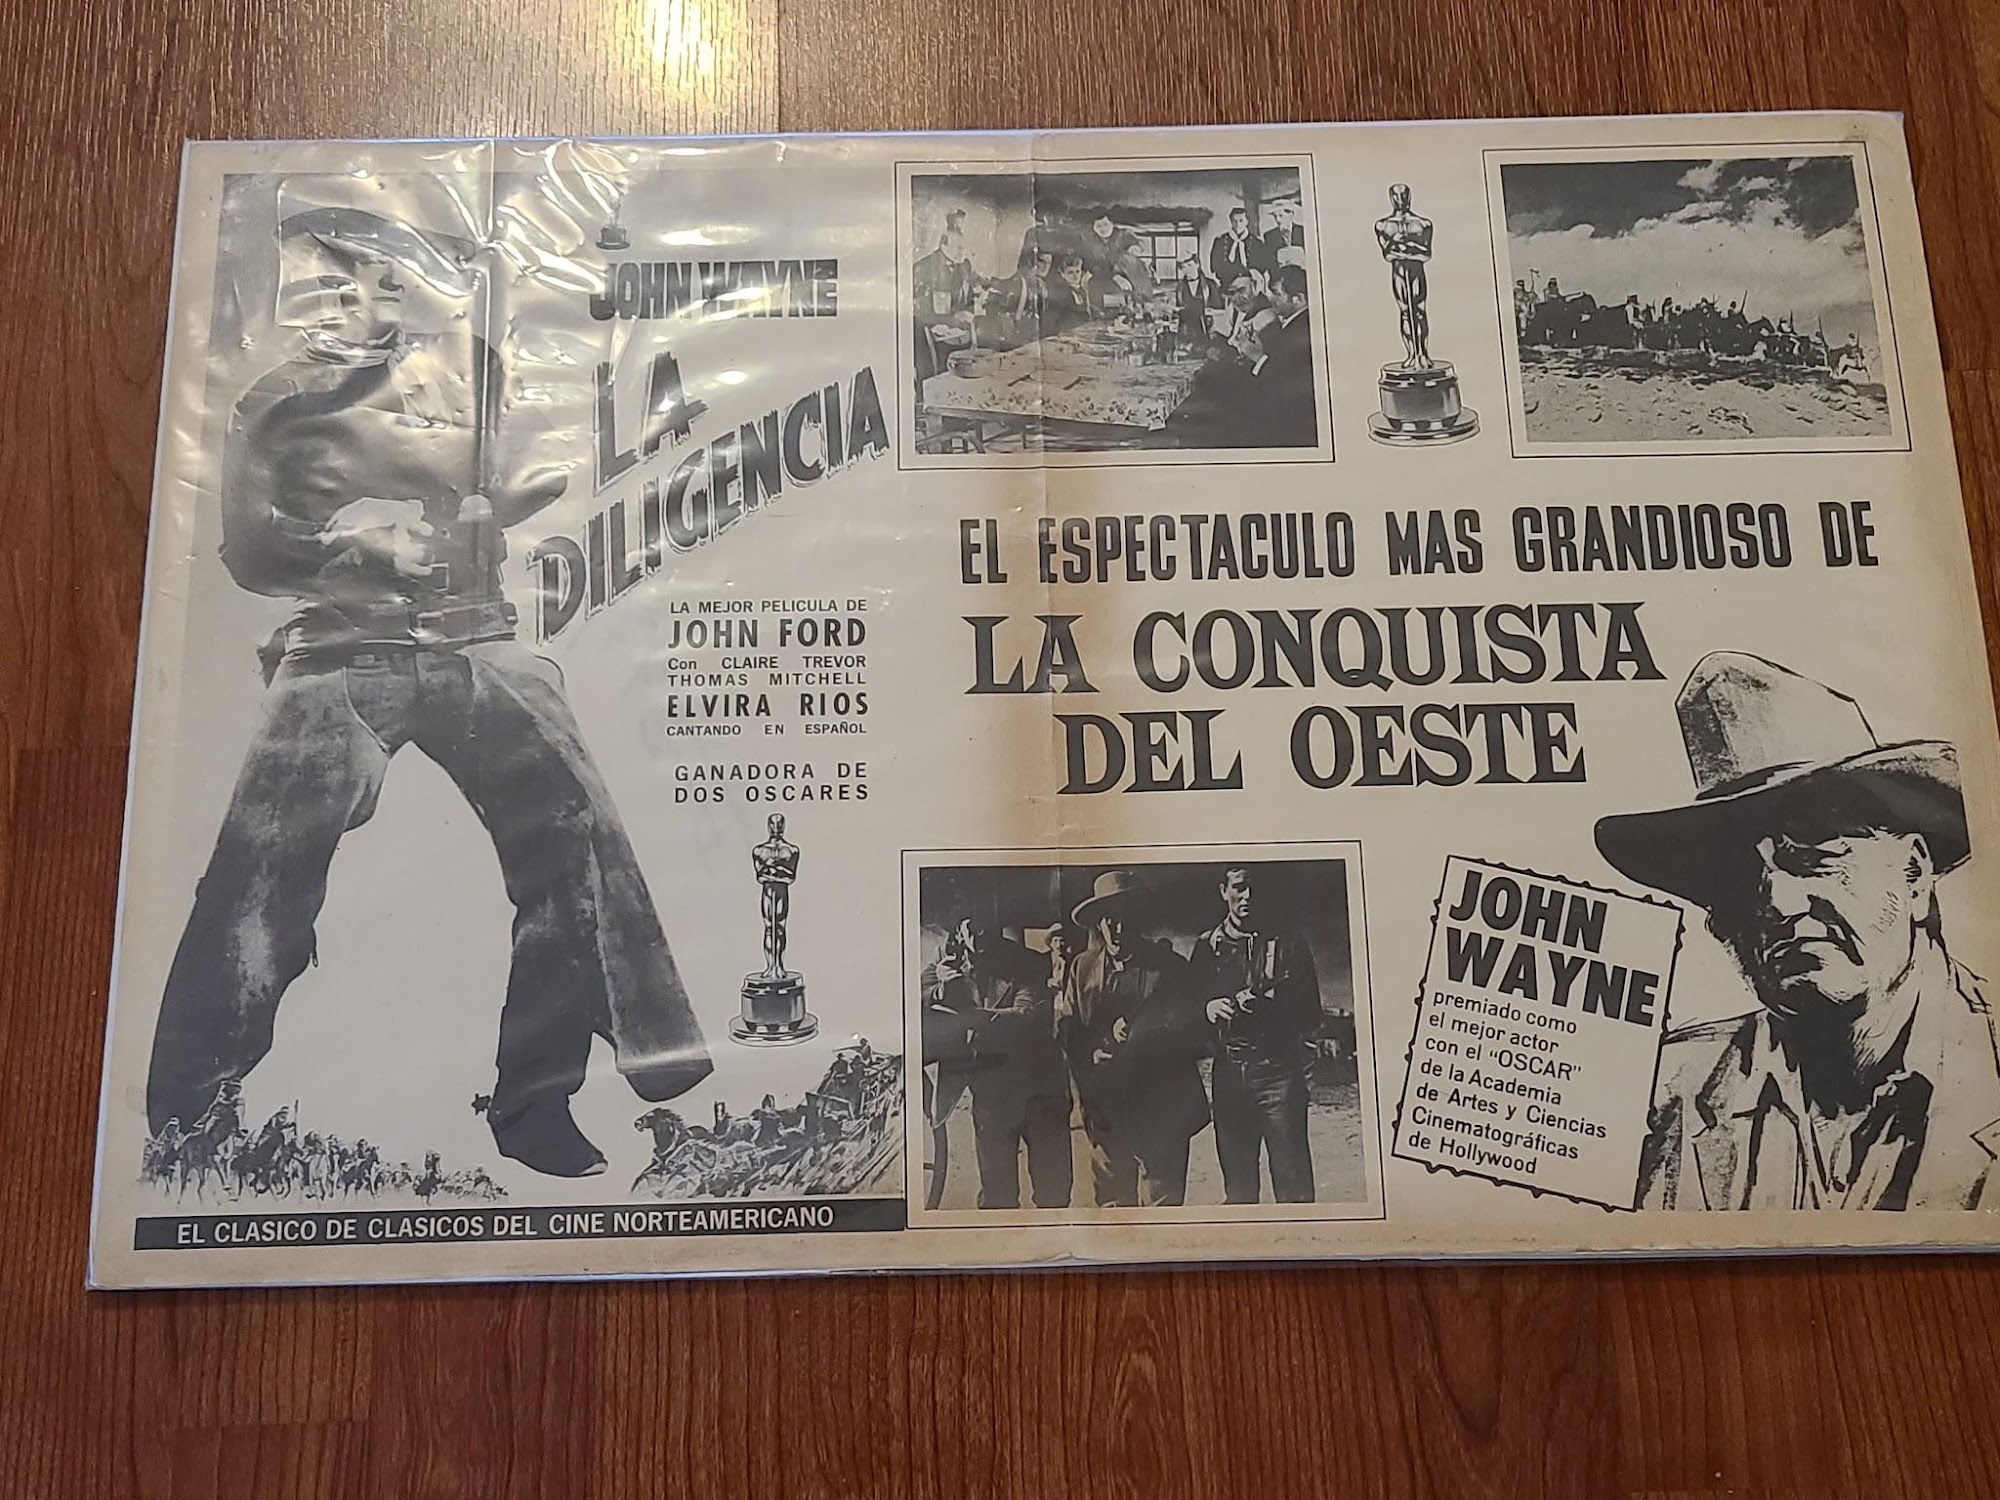 JOHN WAYNE
LA
DILIGENCIA
LA MEJOR PELICULA DE
JOHN FORD
Con CLAIRE TREVOR
THOMAS MITCHELL
ELVIRA RIOS
CANTANDO EN ESPAÑOL
GANADORA DE
DOS OSCARES
EL CLASICO DE CLASICOS DEL CINE NORTEAMERICANO
EL ESPECTACULO MAS GRANDIOSO DE
LA CONQUISTA
DEL OESTE
JOHN
WAYNE
premiado como
el mejor actor
con el "OSCAR"
de la Academia
de Artes y Ciencias
Cinematográficas
de Hollywood